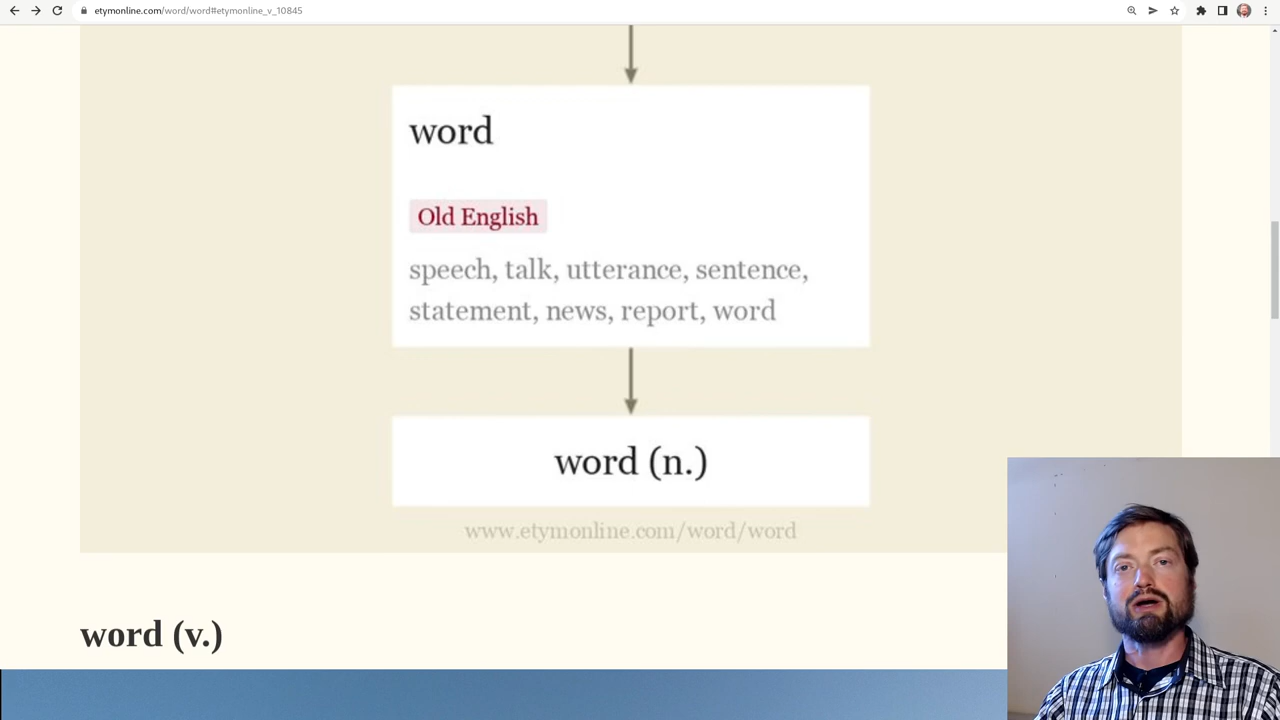 etymonline.com/word/word#etymonline_v_10845
word
Old English
speech, talk, utterance, sentence,
statement, news, report, word
word (n.)
www.etymonline.com/word/word
word (v.)